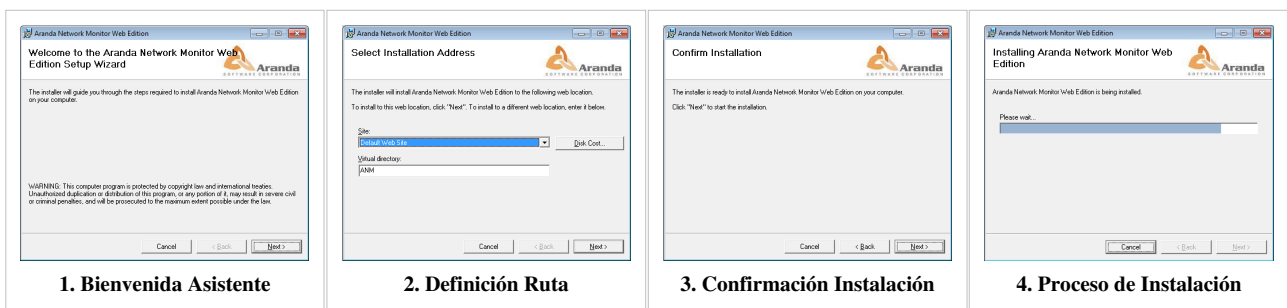 Aranda Network Monitor Web Edition
Welcome to the Aranda Network Monitor Web
Edition Setup Wizard
Aranda
SOFTWARE CORPORATION
The installer will guide you through the steps required to install Aranda Network Monitor Web Edition
on your computer.
WARNING: This computer program is protected by copyright law and international treaties.
Unauthorized duplication or distribution of this program, or any portion of it, may result in severe civil
or criminal penalties, and will be prosecuted to the maximum extent possible under the law.
Cancel
< Back
Next >
1. Bienvenida Asistente
Aranda Network Monitor Web Edition
Select Installation Address
Aranda
SOFTWARE CORPORATION
The installer will install Aranda Network Monitor Web Edition to the following web location.
To install to this web location, click "Next". To install to a different web location, enter it below.
Site:
Default Web Site
Disk Cost...
Virtual directory:
ANM
Cancel
< Back
Next >
2. Definición Ruta
Aranda Network Monitor Web Edition
Confirm Installation
Aranda
SOFTWARE CORPORATION
The installer is ready to install Aranda Network Monitor Web Edition on your computer.
Click "Next" to start the installation.
Cancel
< Back
Next >
3. Confirmación Instalación
Aranda Network Monitor Web Edition
Installing Aranda Network Monitor Web
Edition
Aranda
SOFTWARE CORPORATION
Aranda Network Monitor Web Edition is being installed.
Please wait...
Cancel
< Back
Next >
4. Proceso de Instalación